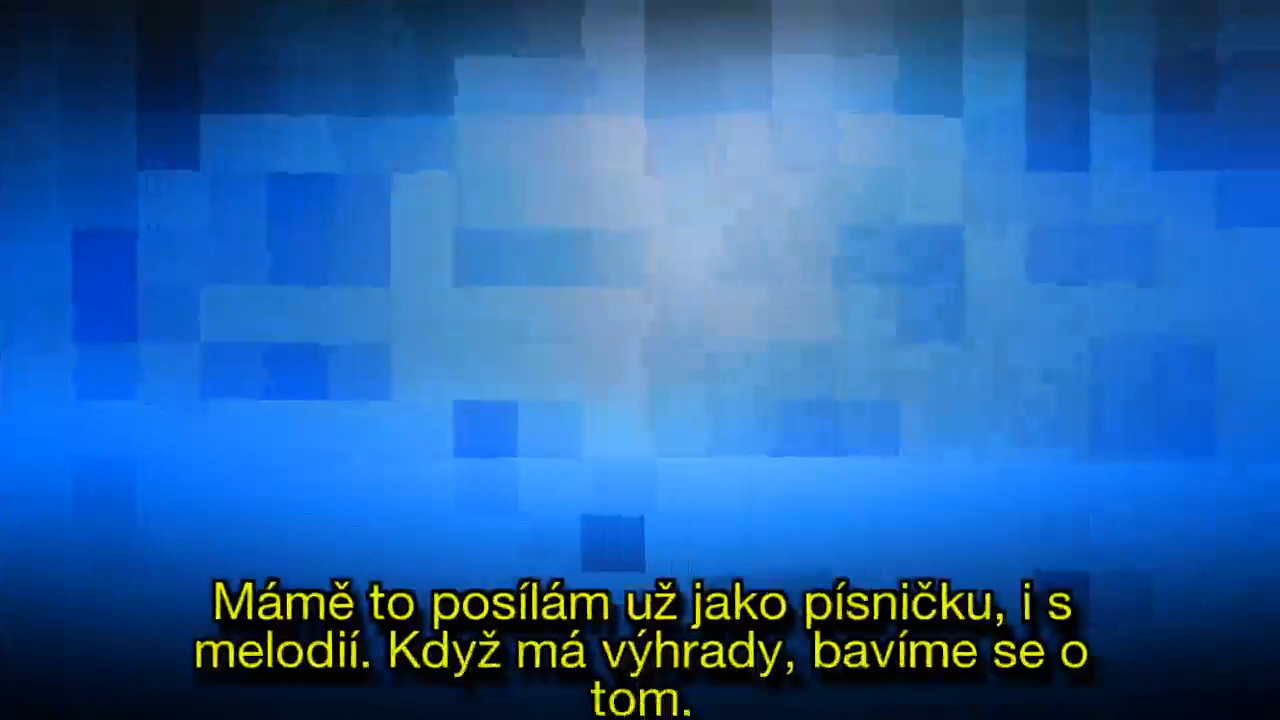 Mámě to posílám už jako písničku, i s
melodií. Když má výhrady, bavíme se o
tom.